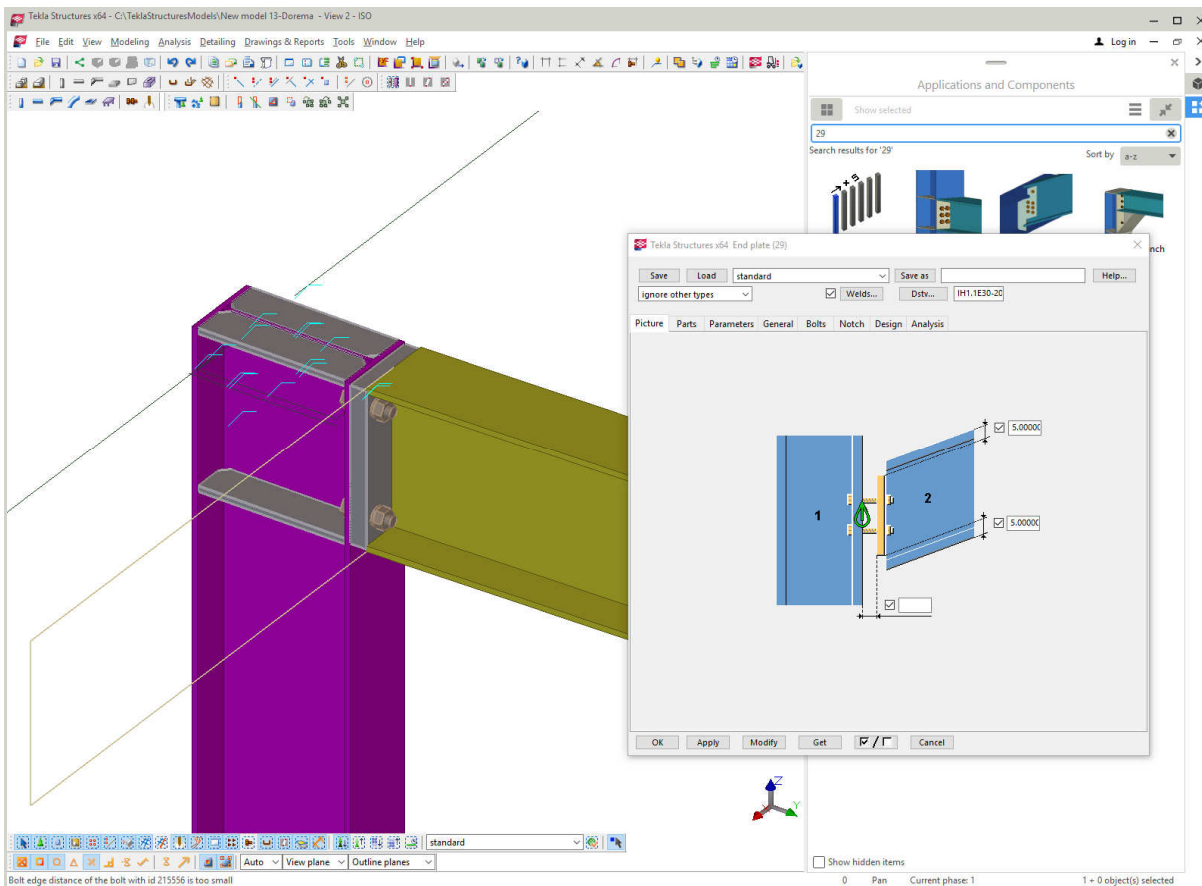 Tekla Structures x64 - C:\TeklaStructuresModels\New model 13-Dorema - View 2 - ISO
File Edit View Modeling Analysis Detailing Drawings & Reports Tools Window Help
Log in
Applications and Components
Show selected
29
Search results for '29'
Sort by a-z
+ 5
nch
Tekla Structures x64 End plate (29)
Save Load standard Save as Help...
ignore other types Welds... Dstv... IH1.1E30-20
Picture Parts Parameters General Bolts Notch Design Analysis
5.0000
1 2
5.0000
OK Apply Modify Get / Cancel
Z
Y
standard
Auto View plane Outline planes
Show hidden items
Bolt edge distance of the bolt with id 215556 is too small
0 Pan Current phase: 1 1 + 0 object(s) selected